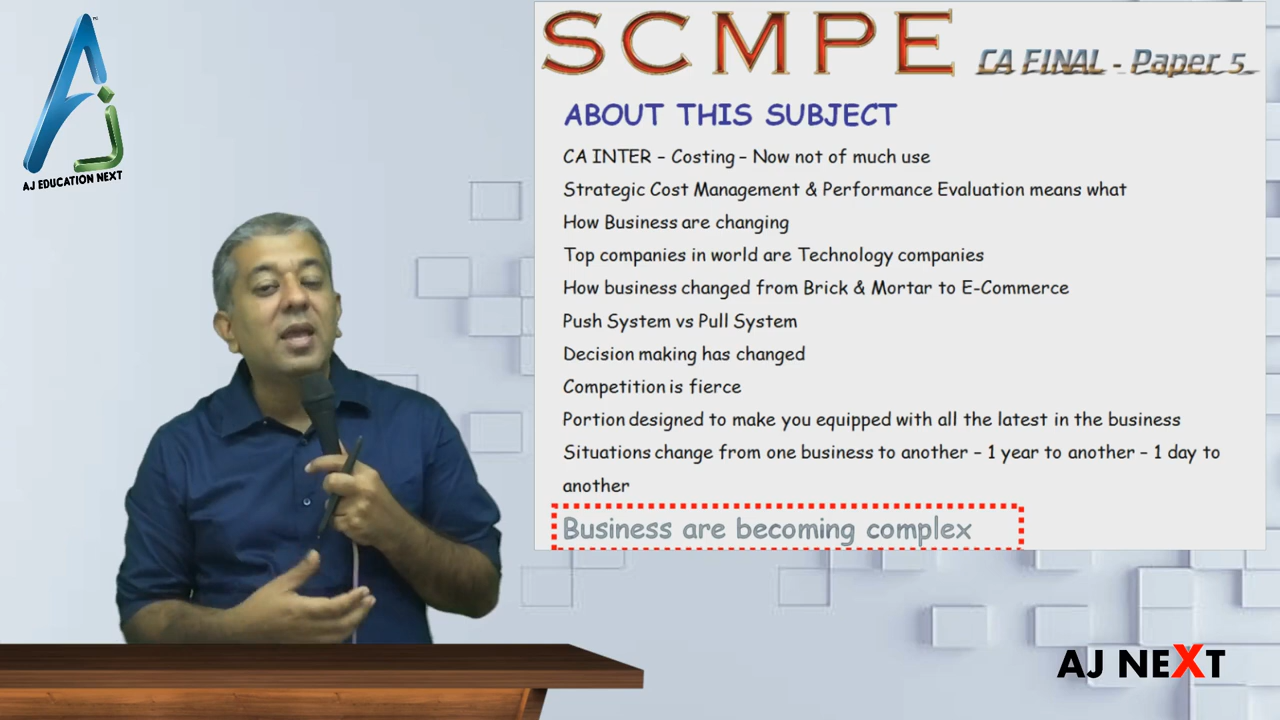 AJ EDUCATION NEXT
SCMPE
CA FINAL - Paper 5
ABOUT THIS SUBJECT
CA INTER – Costing – Now not of much use
Strategic Cost Management & Performance Evaluation means what
How Business are changing
Top companies in world are Technology companies
How business changed from Brick & Mortar to E-Commerce
Push System vs Pull System
Decision making has changed
Competition is fierce
Portion designed to make you equipped with all the latest in the business
Situations change from one business to another – 1 year to another – 1 day to
another
Business are becoming complex
AJ NEXT